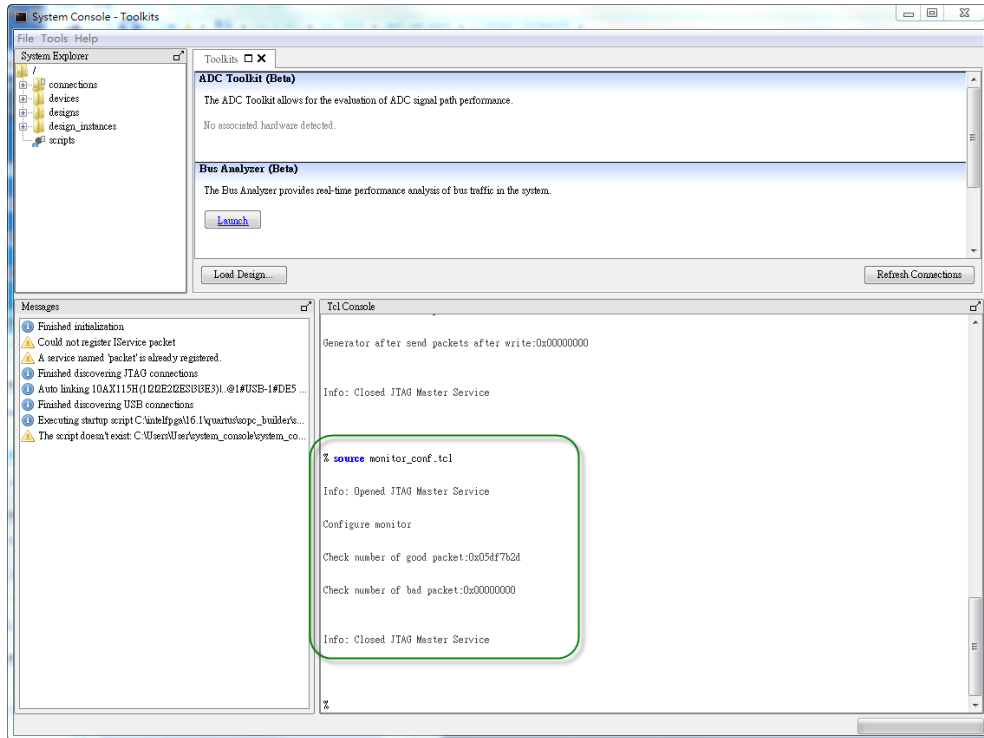 System Console - Toolkits
File Tools Help
System Explorer
/
connections
devices
designs
design_instances
scripts
Toolkits
ADC Toolkit (Beta)
The ADC Toolkit allows for the evaluation of ADC signal path performance.
No associated hardware detected.
Bus Analyzer (Beta)
The Bus Analyzer provides real-time performance analysis of bus traffic in the system.
Launch
Load Design...
Refresh Connections
Messages
Finished initialization
Could not register IService packet
A service named 'packet' is already registered.
Finished discovering JTAG connections
Auto linking
Finished discovering USB connections
Executing startup script C:\intelfpga\16.1\quartus\sopc_builder\s...
The script doesn't exist: C:\Users\User\system_console\system_co...
Tcl Console
Generator after send packets after write:0x00000000
Info: Closed JTAG Master Service
% source monitor_conf.tcl
Info: Opened JTAG Master Service
Configure monitor
Check number of good packet:0x05df7b2d
Check number of bad packet:0x00000000
Info: Closed JTAG Master Service
%